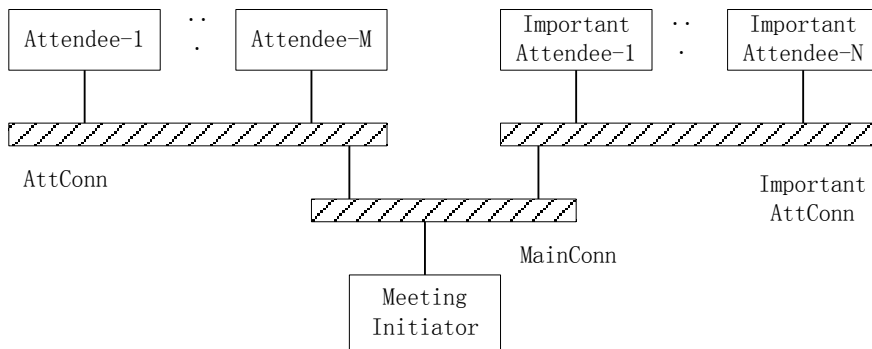 Attendee-1
Attendee-M
Important
Attendee-1
Important
Attendee-N
AttConn
Important
AttConn
MainConn
Meeting
Initiator